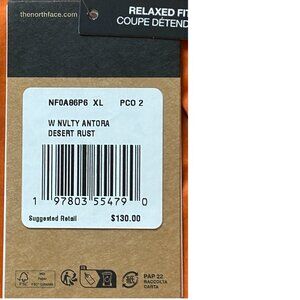 thenorthface.com
RELAXED FIT
COUPE DÉTEND
NF0A86P6 XL PCO 2
W NVLTY ANTORA
DESERT RUST
1 97803 55479 0
Suggested Retail $130.00
FSC
PAP 22
RACCOLTA
CARTA